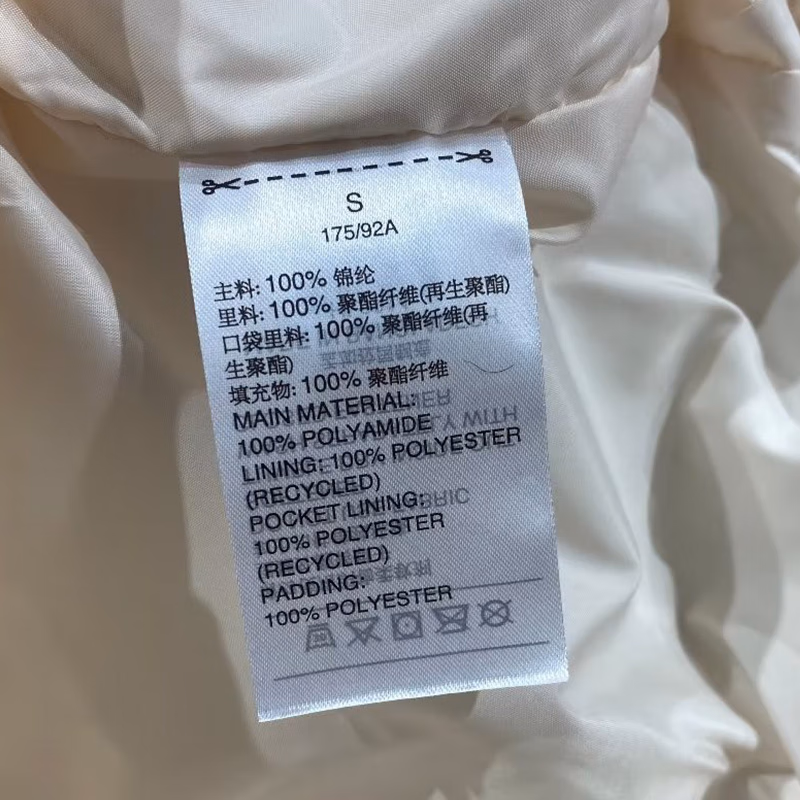 S
175/92A
主料: 100% 锦纶
里料: 100% 聚酯纤维(再生聚酯)
口袋里料: 100% 聚酯纤维(再
生聚酯)
填充物: 100% 聚酯纤维
MAIN MATERIAL:
100% POLYAMIDE
LINING: 100% POLYESTER
(RECYCLED)
POCKET LINING:
100% POLYESTER
(RECYCLED)
PADDING:
100% POLYESTER